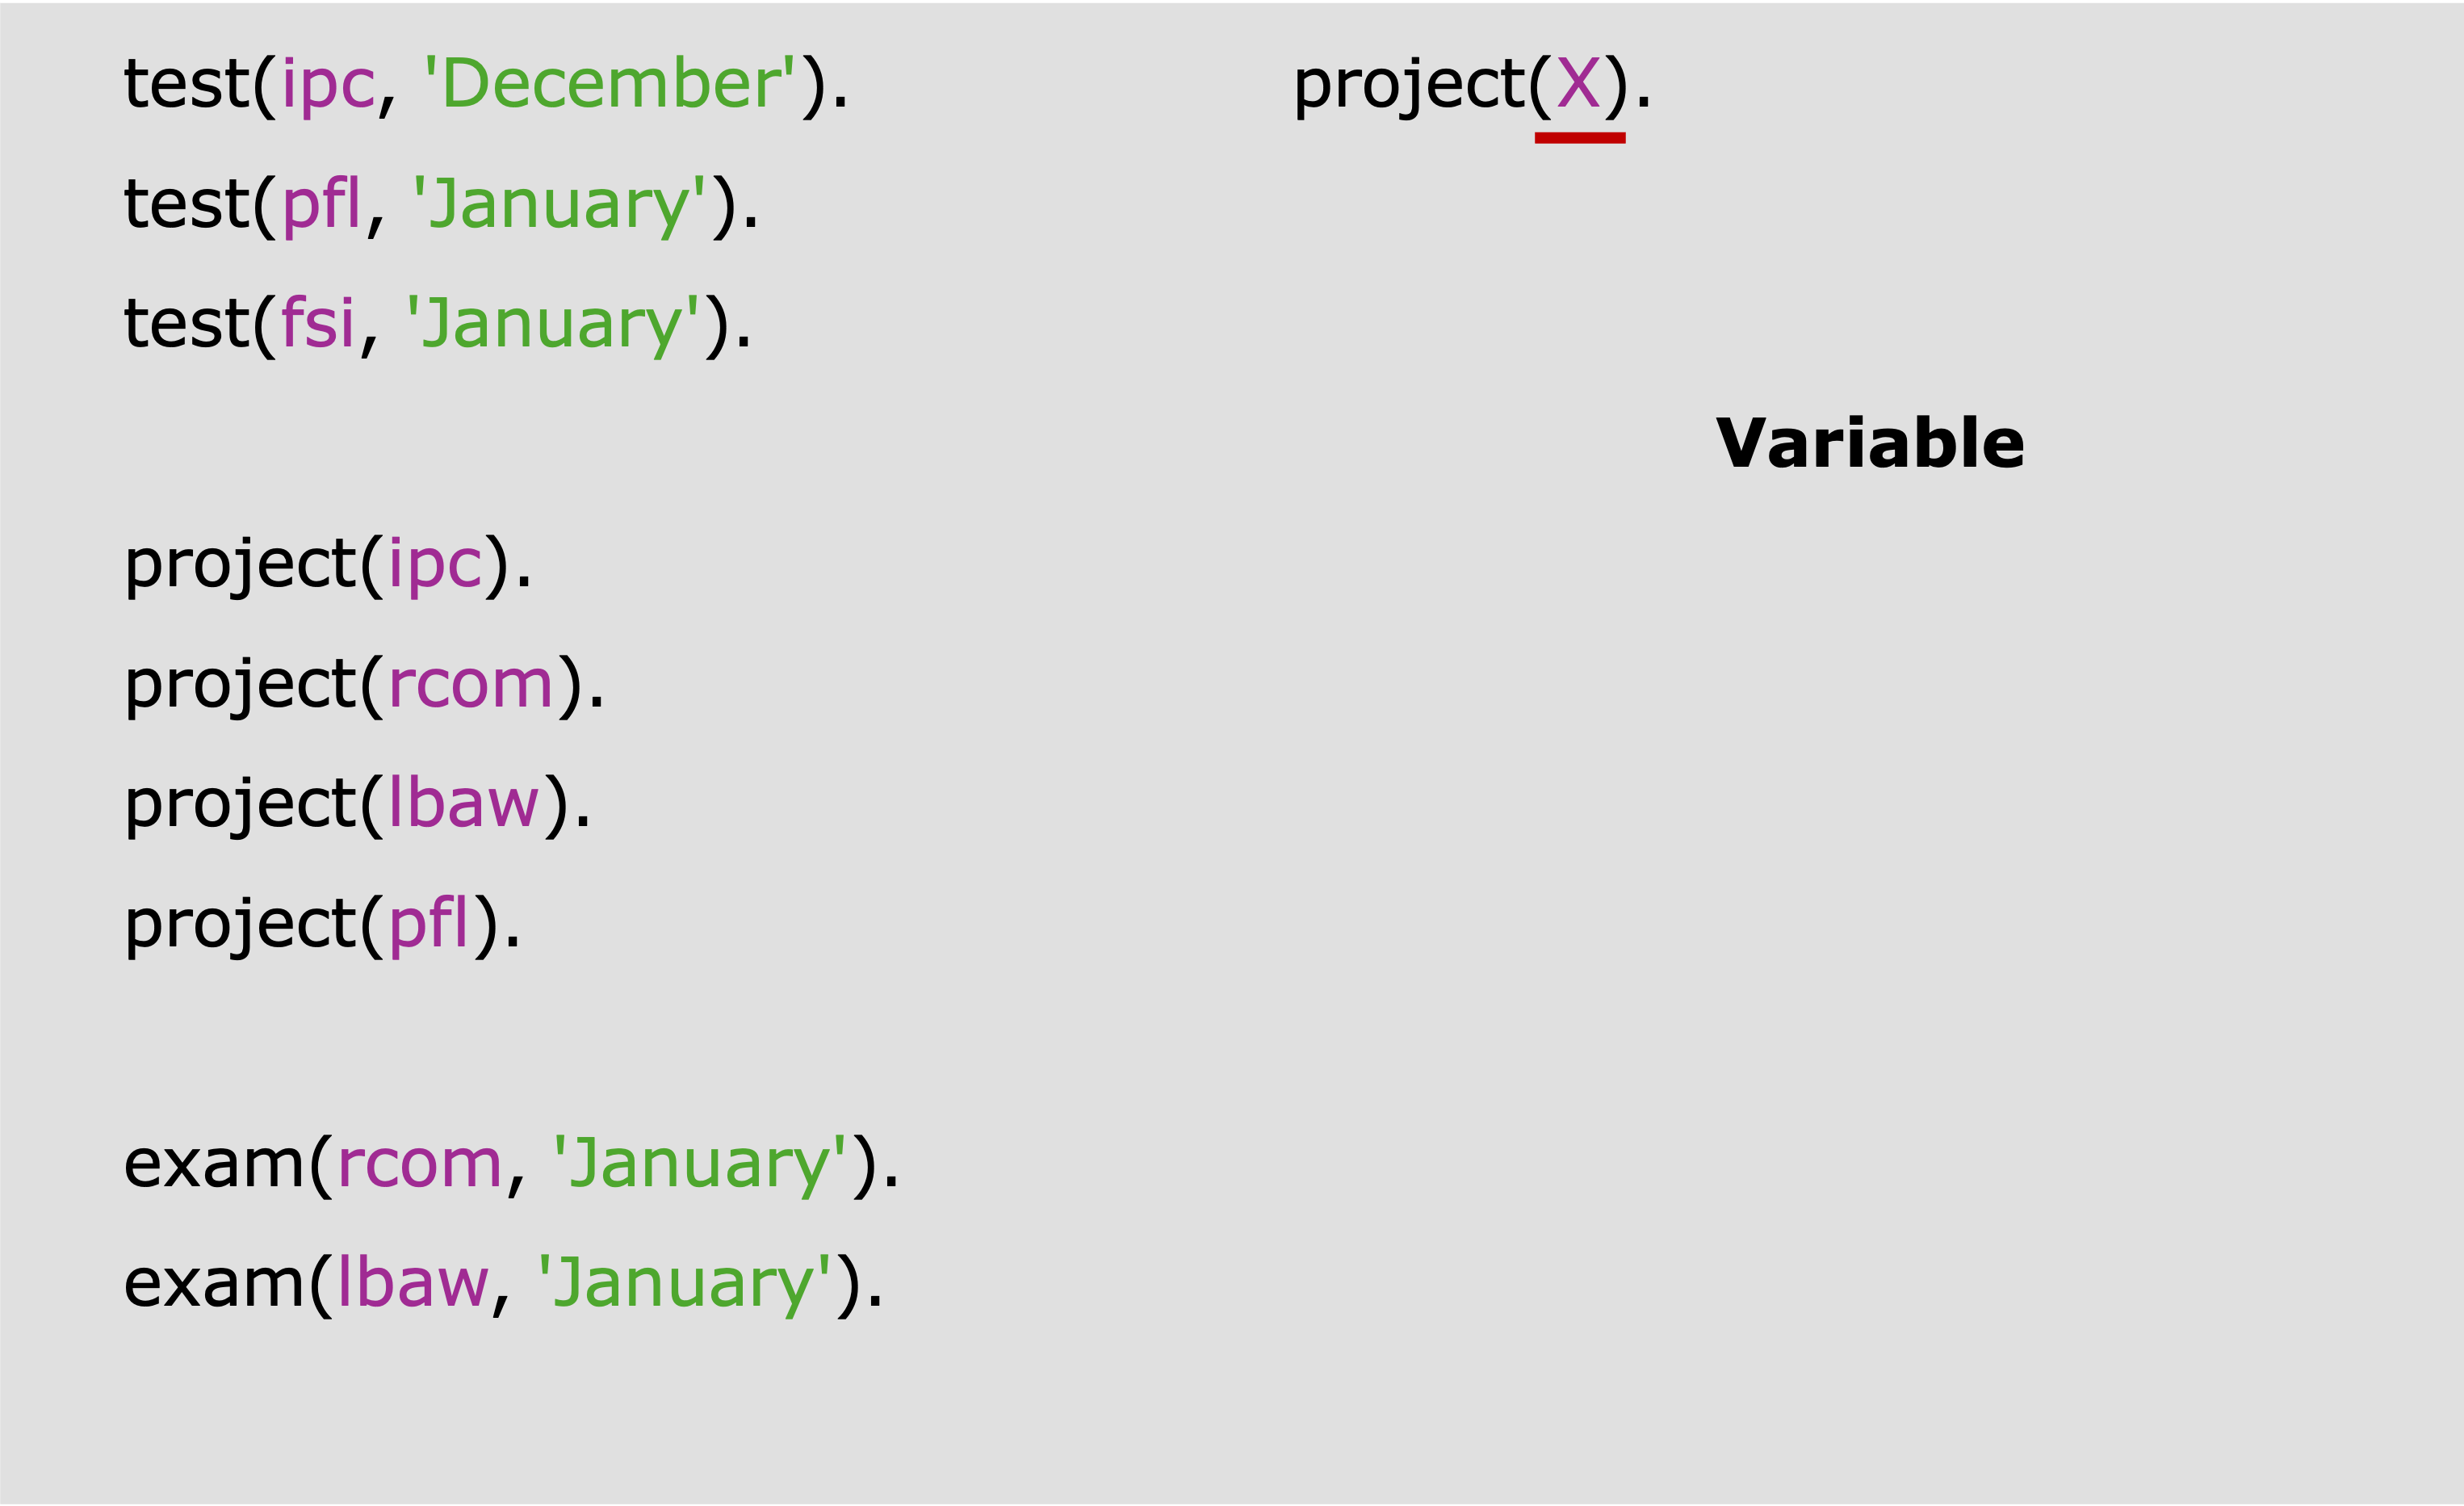 test(ipc, 'December').
test(pfl, 'January').
test(fsi, 'January').
project(ipc).
project(rcom).
project(lbaw).
project(pfl).
exam(rcom, 'January').
exam(lbaw, 'January').
project(X).
Variable